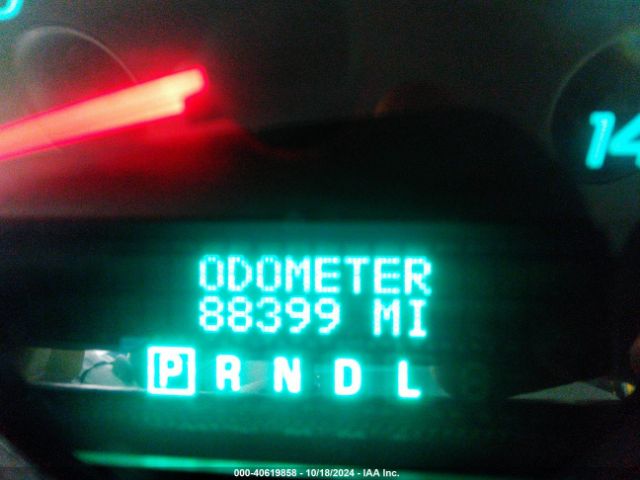 14
ODOMETER
88399 MI
P R N D L
000-40619858 - 10/18/2024 - IAA Inc.